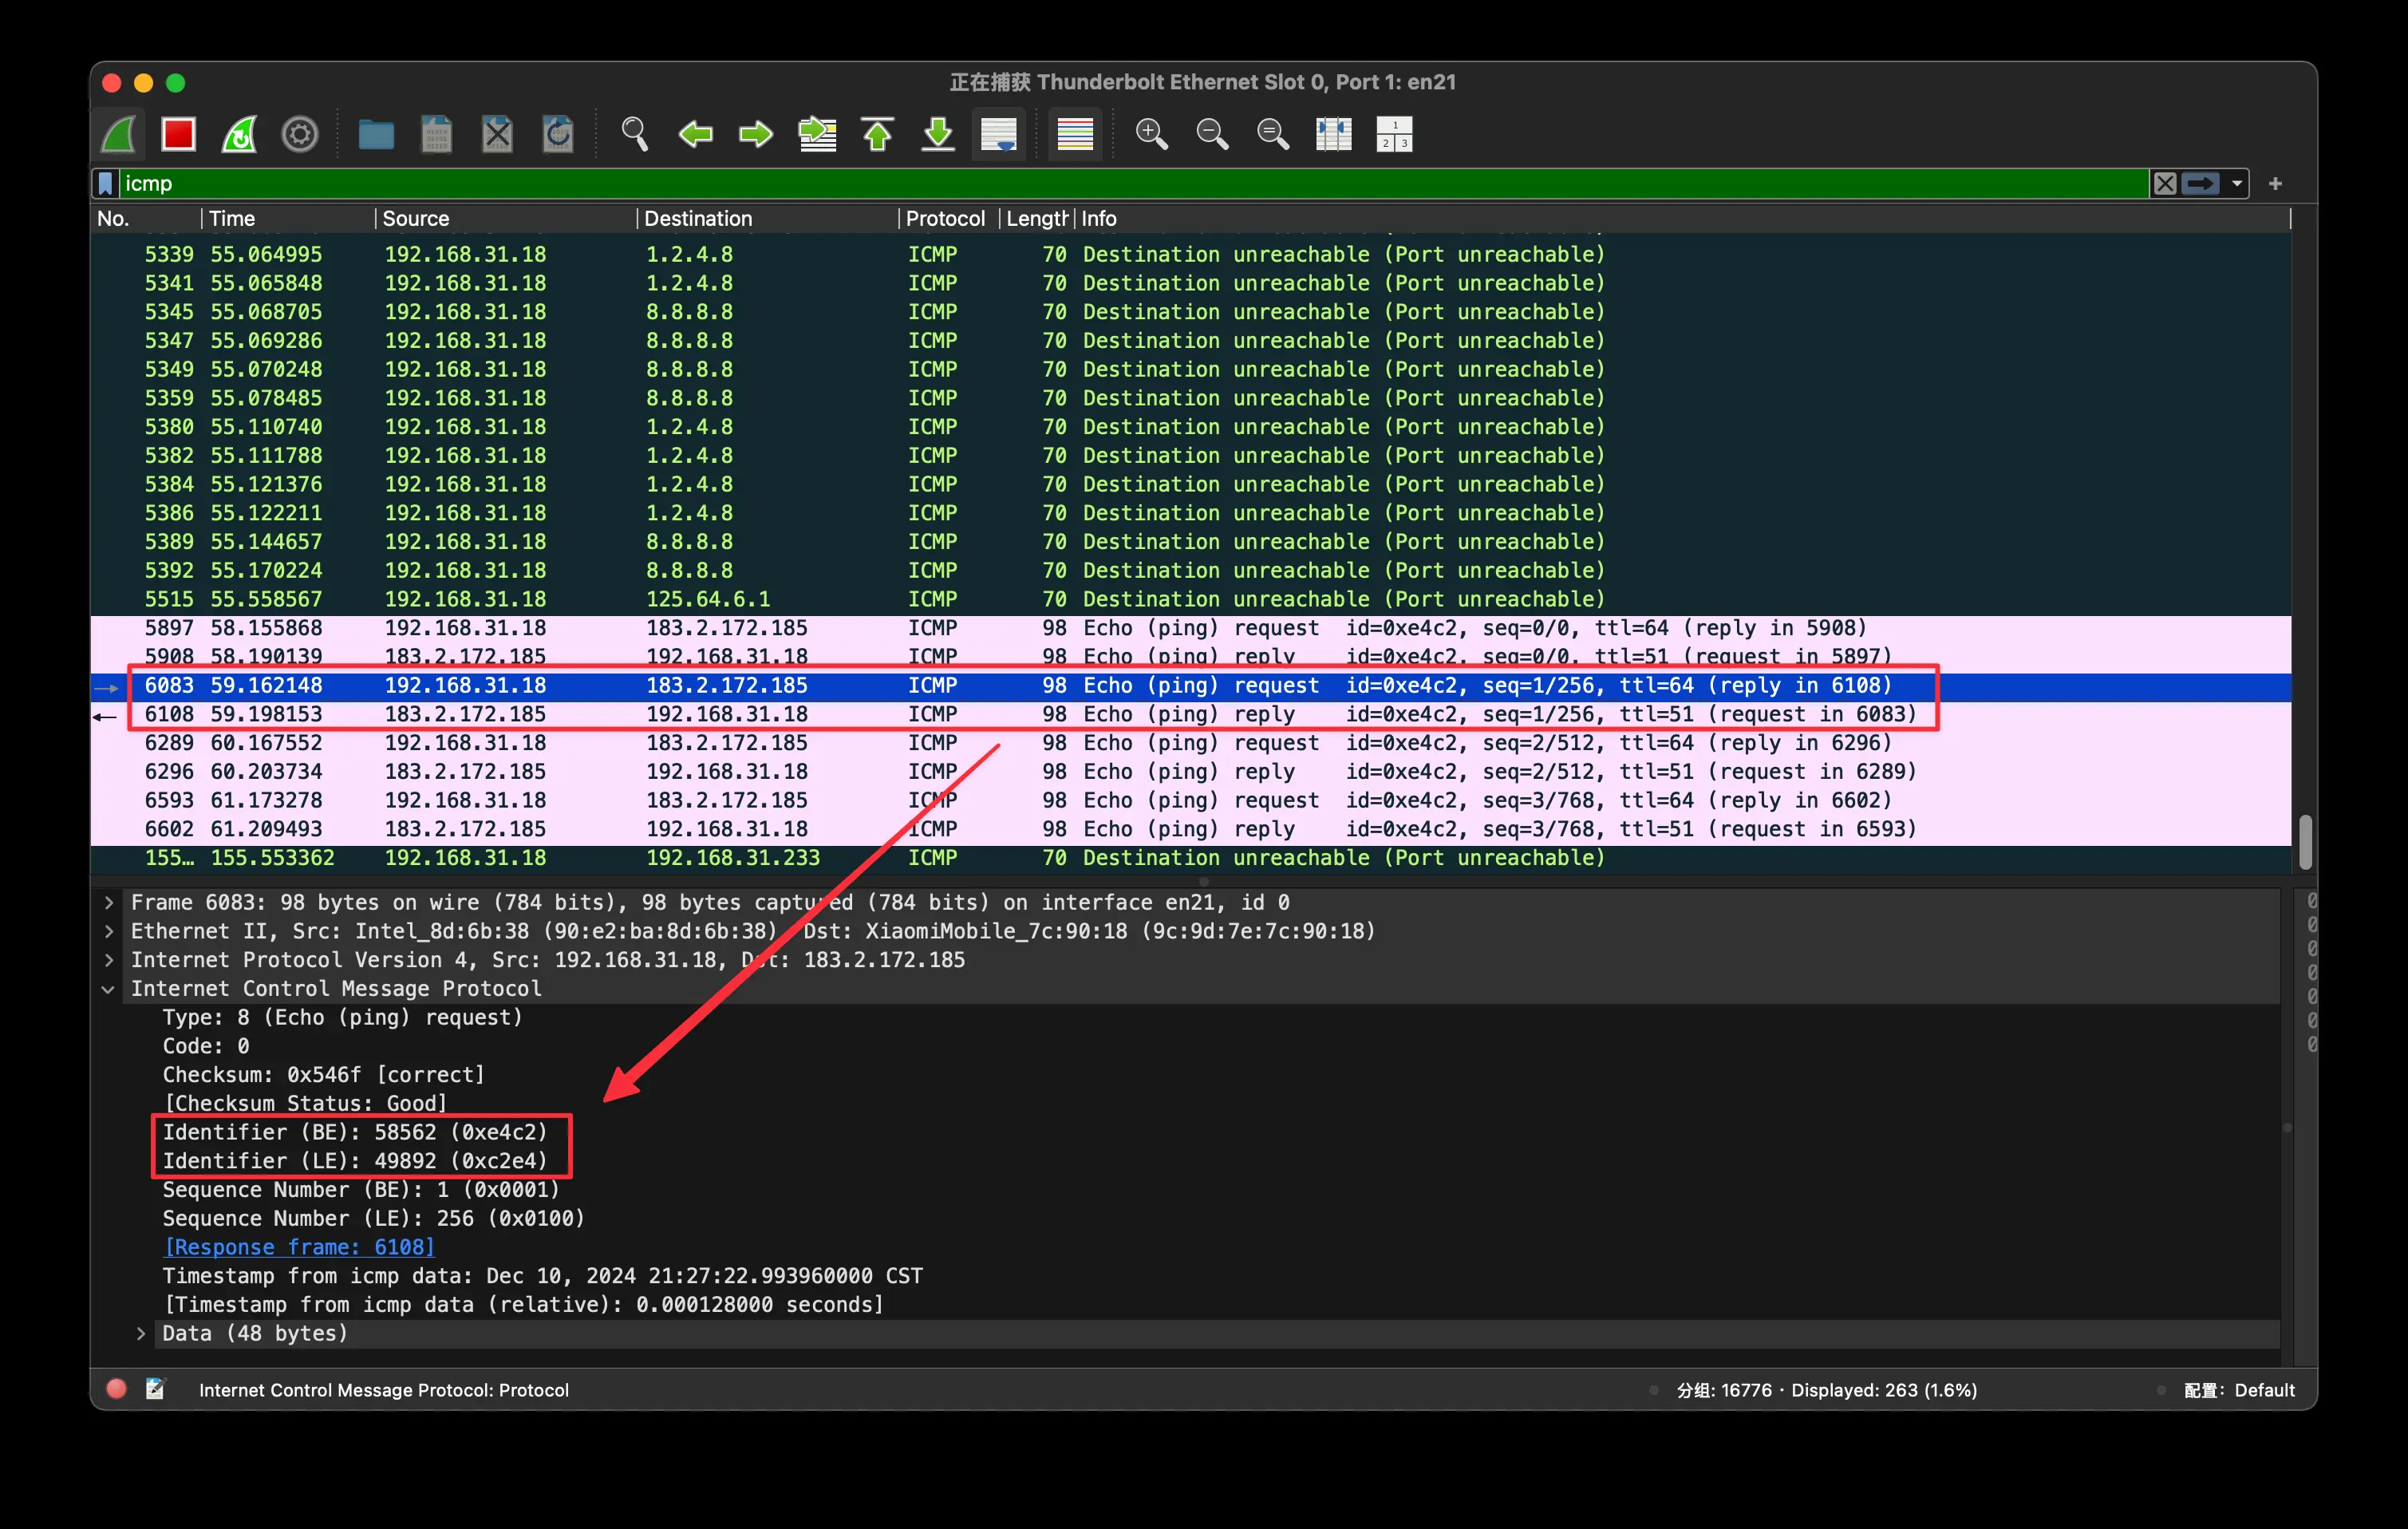 正在捕获 Thunderbolt Ethernet Slot 0, Port 1: en21
1
2 3
icmp
+
No. Time Source Destination Protocol Length Info
5339 55.064995 192.168.31.18 1.2.4.8 ICMP 70 Destination unreachable (Port unreachable)
5341 55.065848 192.168.31.18 1.2.4.8 ICMP 70 Destination unreachable (Port unreachable)
5345 55.068705 192.168.31.18 8.8.8.8 ICMP 70 Destination unreachable (Port unreachable)
5347 55.069286 192.168.31.18 8.8.8.8 ICMP 70 Destination unreachable (Port unreachable)
5349 55.070248 192.168.31.18 8.8.8.8 ICMP 70 Destination unreachable (Port unreachable)
5359 55.078485 192.168.31.18 8.8.8.8 ICMP 70 Destination unreachable (Port unreachable)
5380 55.110740 192.168.31.18 1.2.4.8 ICMP 70 Destination unreachable (Port unreachable)
5382 55.111788 192.168.31.18 1.2.4.8 ICMP 70 Destination unreachable (Port unreachable)
5384 55.121376 192.168.31.18 1.2.4.8 ICMP 70 Destination unreachable (Port unreachable)
5386 55.122211 192.168.31.18 1.2.4.8 ICMP 70 Destination unreachable (Port unreachable)
5389 55.144657 192.168.31.18 8.8.8.8 ICMP 70 Destination unreachable (Port unreachable)
5392 55.170224 192.168.31.18 8.8.8.8 ICMP 70 Destination unreachable (Port unreachable)
5515 55.558567 192.168.31.18 125.64.6.1 ICMP 70 Destination unreachable (Port unreachable)
5897 58.155868 192.168.31.18 183.2.172.185 ICMP 98 Echo (ping) request id=0xe4c2, seq=0/0, ttl=64 (reply in 5908)
5908 58.190139 183.2.172.185 192.168.31.18 ICMP 98 Echo (ping) reply id=0xe4c2, seq=0/0, ttl=51 (request in 5897)
6083 59.162148 192.168.31.18 183.2.172.185 ICMP 98 Echo (ping) request id=0xe4c2, seq=1/256, ttl=64 (reply in 6108)
6108 59.198153 183.2.172.185 192.168.31.18 ICMP 98 Echo (ping) reply id=0xe4c2, seq=1/256, ttl=51 (request in 6083)
6289 60.167552 192.168.31.18 183.2.172.185 ICMP 98 Echo (ping) request id=0xe4c2, seq=2/512, ttl=64 (reply in 6296)
6296 60.203734 183.2.172.185 192.168.31.18 ICMP 98 Echo (ping) reply id=0xe4c2, seq=2/512, ttl=51 (request in 6289)
6593 61.173278 192.168.31.18 183.2.172.185 ICMP 98 Echo (ping) request id=0xe4c2, seq=3/768, ttl=64 (reply in 6602)
6602 61.209493 183.2.172.185 192.168.31.18 ICMP 98 Echo (ping) reply id=0xe4c2, seq=3/768, ttl=51 (request in 6593)
155… 155.553362 192.168.31.18 192.168.31.233 ICMP 70 Destination unreachable (Port unreachable)
Frame 6083: 98 bytes on wire (784 bits), 98 bytes captured (784 bits) on interface en21, id 0
Ethernet II, Src: Intel_8d:6b:38 (90:e2:ba:8d:6b:38), Dst: XiaomiMobile_7c:90:18 (9c:9d:7e:7c:90:18)
Internet Protocol Version 4, Src: 192.168.31.18, Dst: 183.2.172.185
Internet Control Message Protocol
Type: 8 (Echo (ping) request)
Code: 0
Checksum: 0x546f [correct]
[Checksum Status: Good]
Identifier (BE): 58562 (0xe4c2)
Identifier (LE): 49892 (0xc2e4)
Sequence Number (BE): 1 (0x0001)
Sequence Number (LE): 256 (0x0100)
[Response frame: 6108]
Timestamp from icmp data: Dec 10, 2024 21:27:22.993960000 CST
[Timestamp from icmp data (relative): 0.000128000 seconds]
Data (48 bytes)
Internet Control Message Protocol: Protocol
分组: 16776 · Displayed: 263 (1.6%)
配置: Default